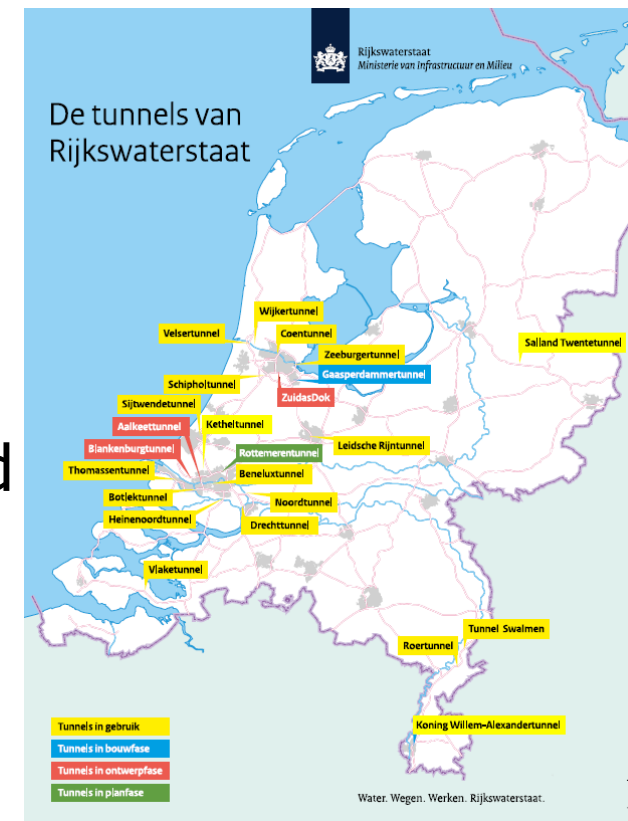 Rijkswaterstaat
Ministerie van Infrastructuur en Milieu
De tunnels van
Rijkswaterstaat
Wijkertunnel
Velsertunnel
Coentunnel
Salland Twentetunnel
Zeeburgertunnel
Gaasperdammertunnel
Schipholtunnel
ZuidasDok
Sijtwendetunnel
Ketheltunnel
Aalkeettunnel
Leidsche Rijntunnel
Blankenburgtunnel
Rottemerentunnel
Thomassentunnel
Beneluxtunnel
d
Botlektunnel
Noordtunnel
Heinenoordtunnel
Drechttunnel
Vlaketunnel
Tunnel Swalmen
Roertunnel
Koning Willem-Alexandertunnel
Tunnels in gebruik
Tunnels in bouwfase
Tunnels in ontwerpfase
Tunnels in planfase
Water. Wegen. Werken. Rijkswaterstaat.